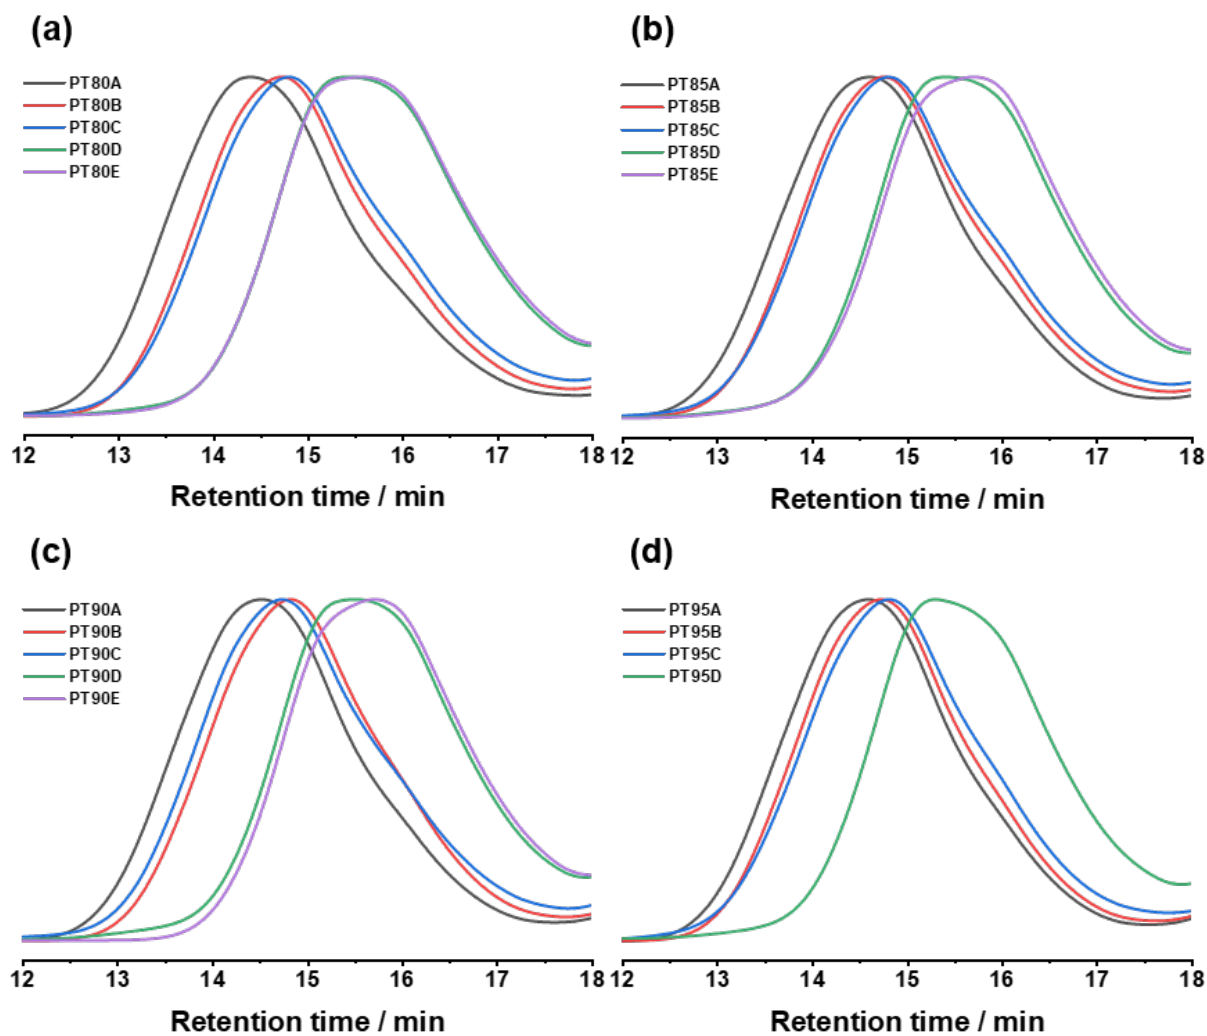 (a)
PT80A
PT80B
PT80C
PT80D
PT80E
12 13 14 15 16 17 18
Retention time / min
(b)
PT85A
PT85B
PT85C
PT85D
PT85E
12 13 14 15 16 17 18
Retention time / min
(c)
PT90A
PT90B
PT90C
PT90D
PT90E
12 13 14 15 16 17 18
Retention time / min
(d)
PT95A
PT95B
PT95C
PT95D
12 13 14 15 16 17 18
Retention time / min